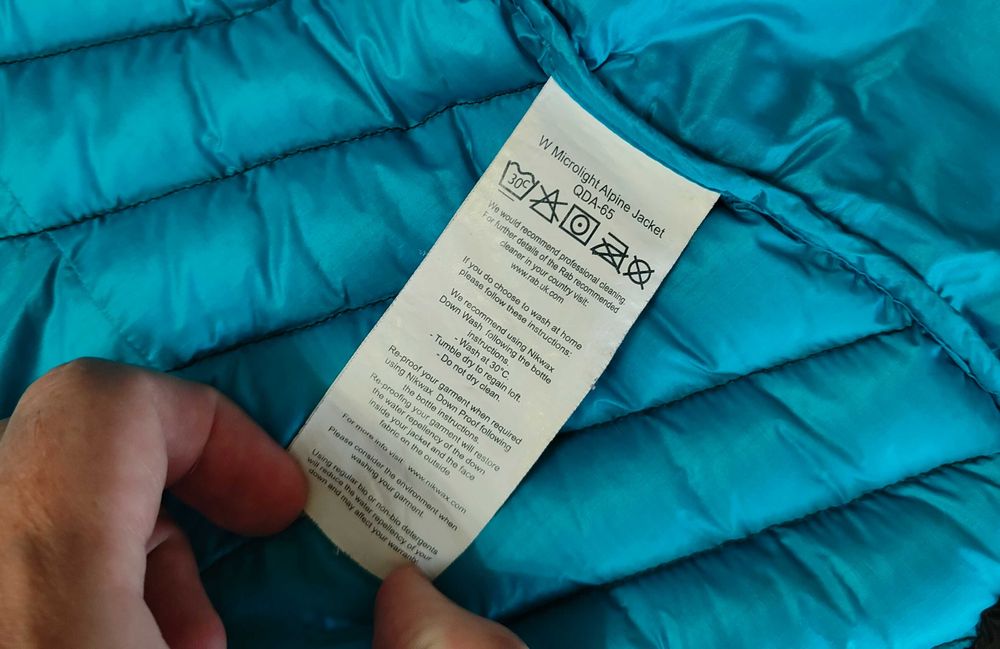 W Microlight Alpine Jacket
QDA-65
30C
We would recommend professional cleaning.
For further details of the Rab recommended
cleaner in your country visit:
www.rab.uk.com
If you do choose to wash at home
please follow these instructions:
We recommend using Nikwax
Down Wash, following the bottle
instructions.
- Wash at 30°C.
- Tumble dry to regain loft.
- Do not dry clean.
Re-proof your garment when required
using Nikwax Down Proof following
the bottle instructions.
Re-proofing your garment will restore
the water repellency of the down
inside your jacket and the face
fabric on the outside.
For more info visit: www.nikwax.com
Please consider the environment when
washing your garment.
Using regular bio or non-bio detergents
will reduce the water repellency of your
down and may affect your warranty.